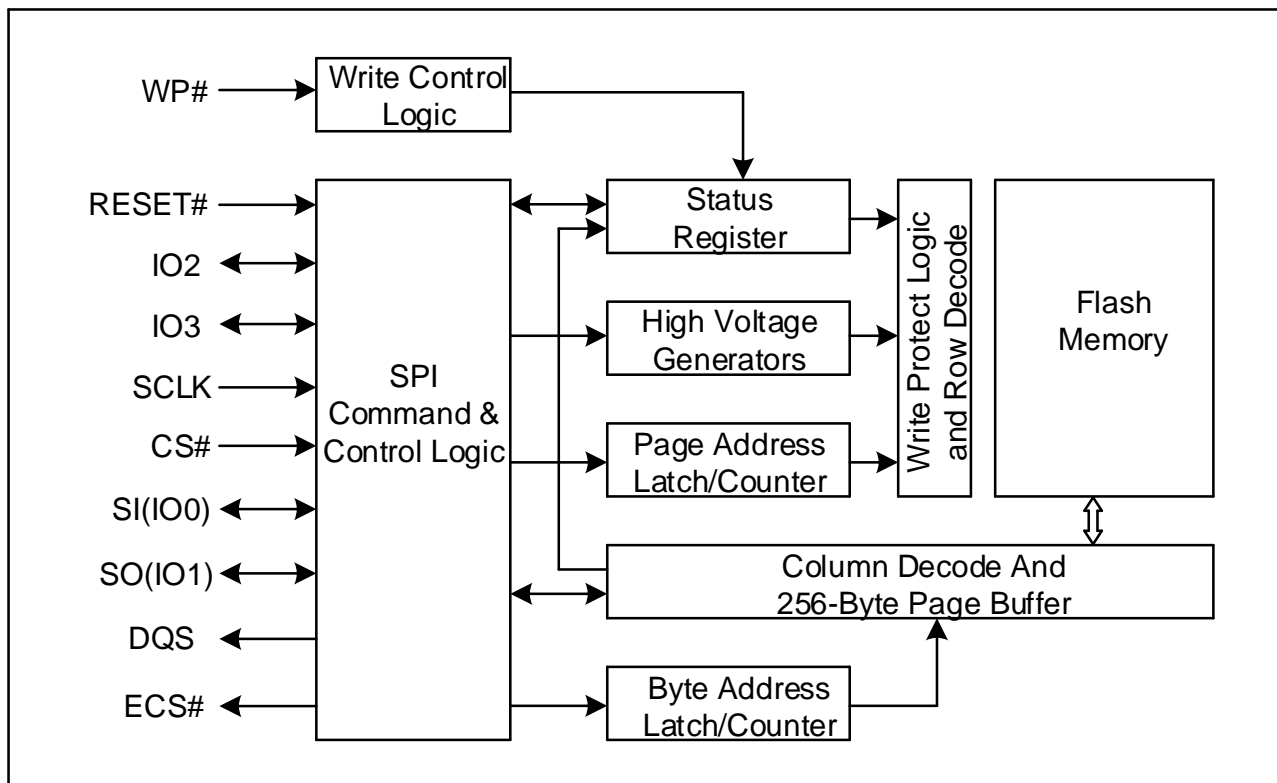 WP#
Write Control
Logic
RESET#
IO2
IO3
SCLK
CS#
SI(IO0)
SO(IO1)
DQS
ECS#
SPI
Command &
Control Logic
Status
Register
High Voltage
Generators
Page Address
Latch/Counter
Write Protect Logic
and Row Decode
Flash
Memory
Column Decode And
256-Byte Page Buffer
Byte Address
Latch/Counter